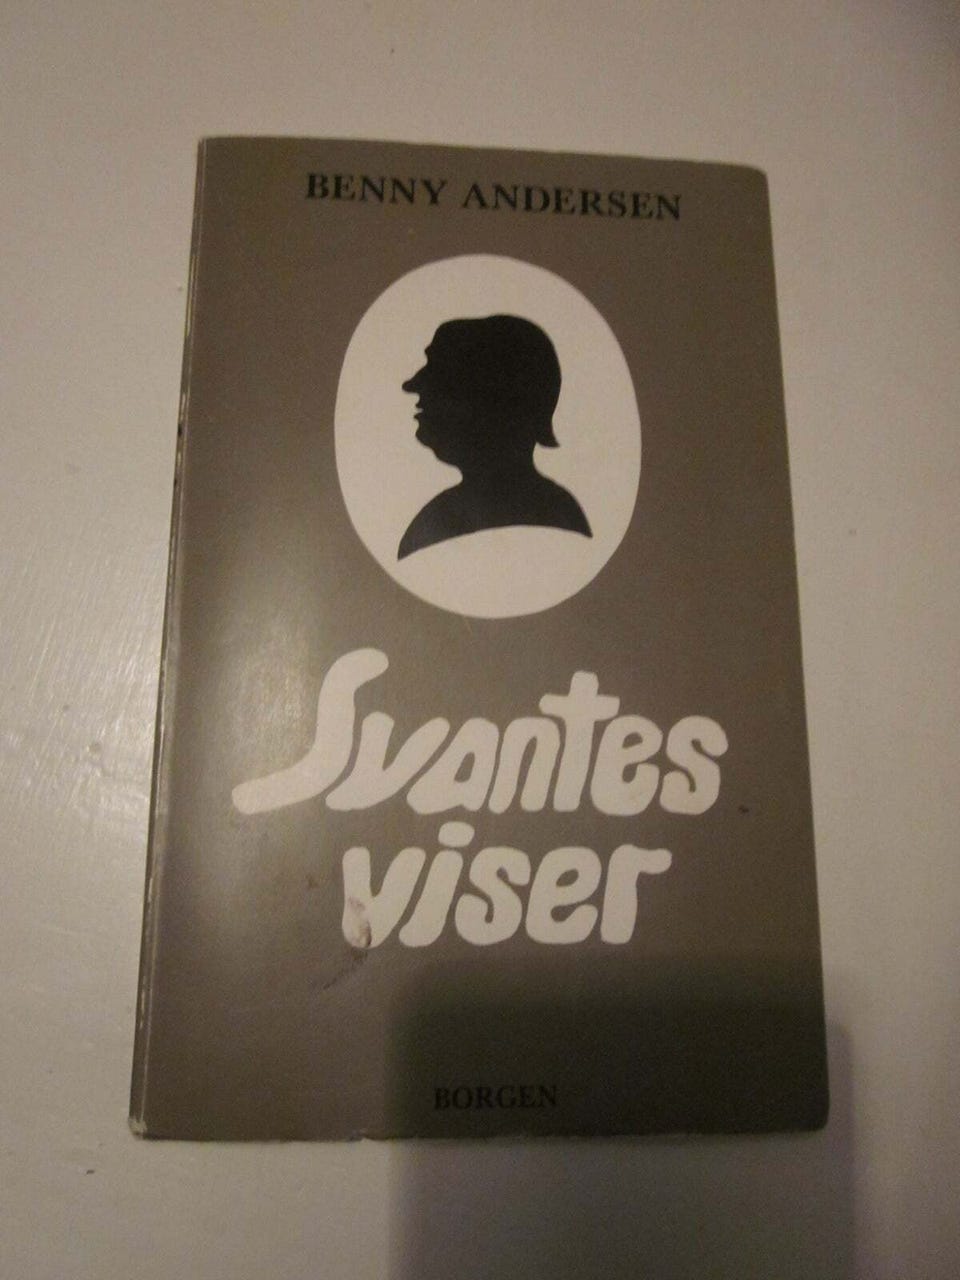 BENNY ANDERSEN
Svantes
viser
BORGEN